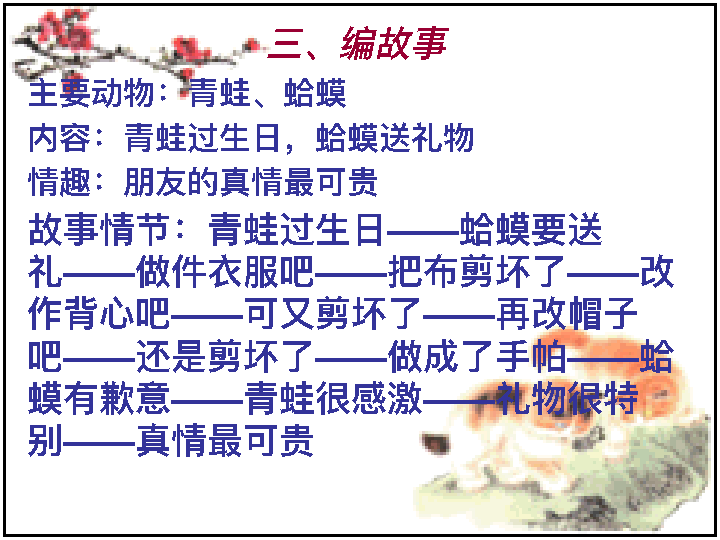 三、编故事
主要动物：青蛙、蛤蟆
内容：青蛙过生日，蛤蟆送礼物
情趣：朋友的真情最可贵
故事情节：青蛙过生日——蛤蟆要送
礼——做件衣服吧——把布剪坏了——改
作背心吧——可又剪坏了——再改帽子
吧——还是剪坏了——做成了手帕——蛤
蟆有歉意——青蛙很感激——礼物很特
别——真情最可贵